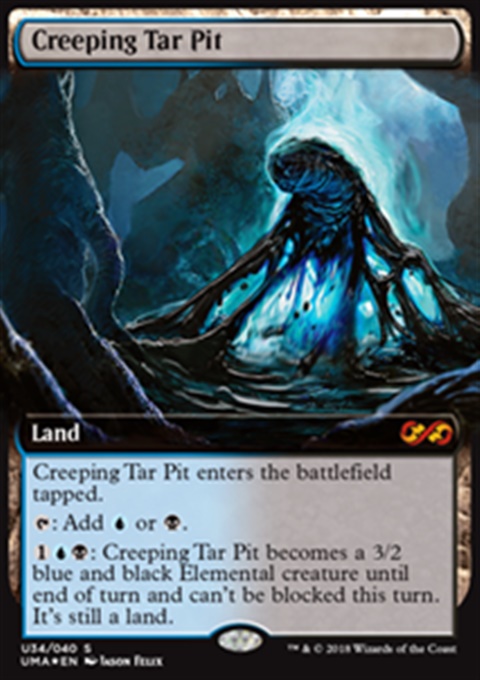 Creeping Tar Pit
Land
Creeping Tar Pit enters the battlefield
tapped.
: Add or .
1 : Creeping Tar Pit becomes a 3/2
blue and black Elemental creature until
end of turn and can't be blocked this turn.
It's still a land.
U34/040 S
UMA★EN Jason Felix
™ & © 2018 Wizards of the Coast